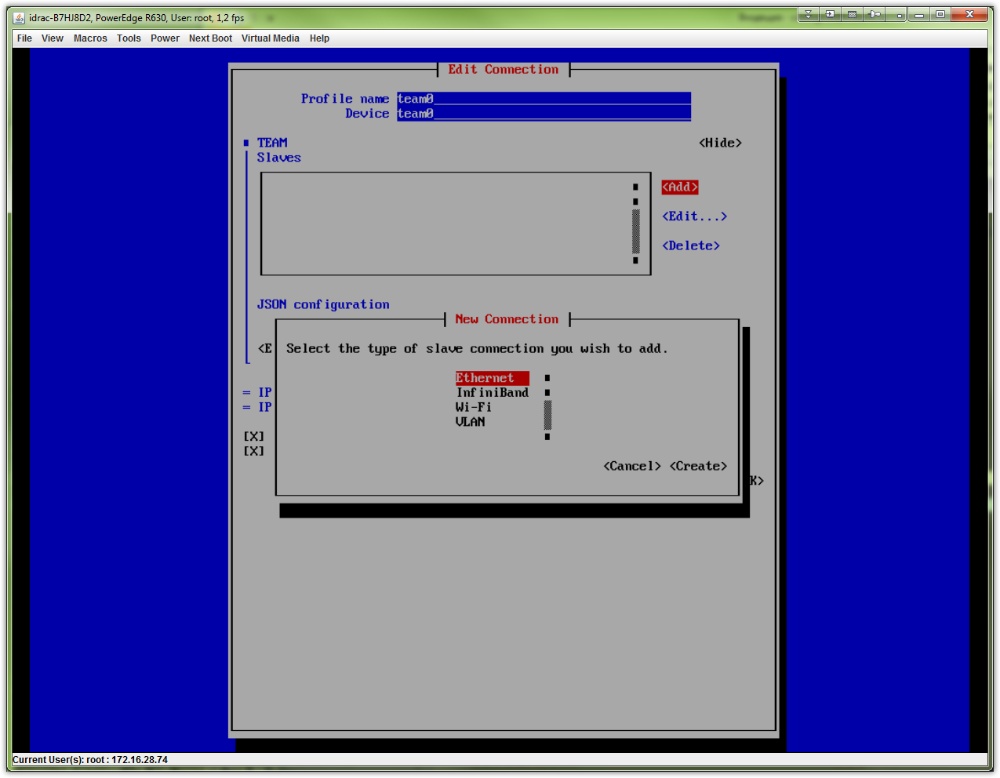 idrac-B7HJ8D2, PowerEdge R630, User: root, 1,2 fps
File View Macros Tools Power Next Boot Virtual Media Help
Edit Connection
Profile name team0
Device team0
TEAM <Hide>
Slaves
<Add>
<Edit...>
<Delete>
JSON configuration
New Connection
<E
Select the type of slave connection you wish to add.
Ethernet
InfiniBand
= IP
Wi-Fi
= IP
VLAN
[X]
[X]
<Cancel> <Create>
K>
Current User(s): root : 172.16.28.74